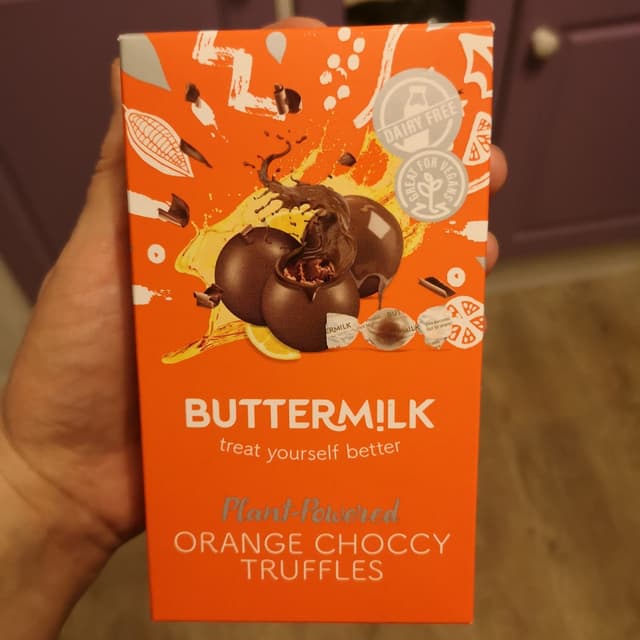 DAIRY FREE
GREAT FOR VEGANS
BUTTERM!LK
treat yourself better
Plant-Powered
ORANGE CHOCCY
TRUFFLES